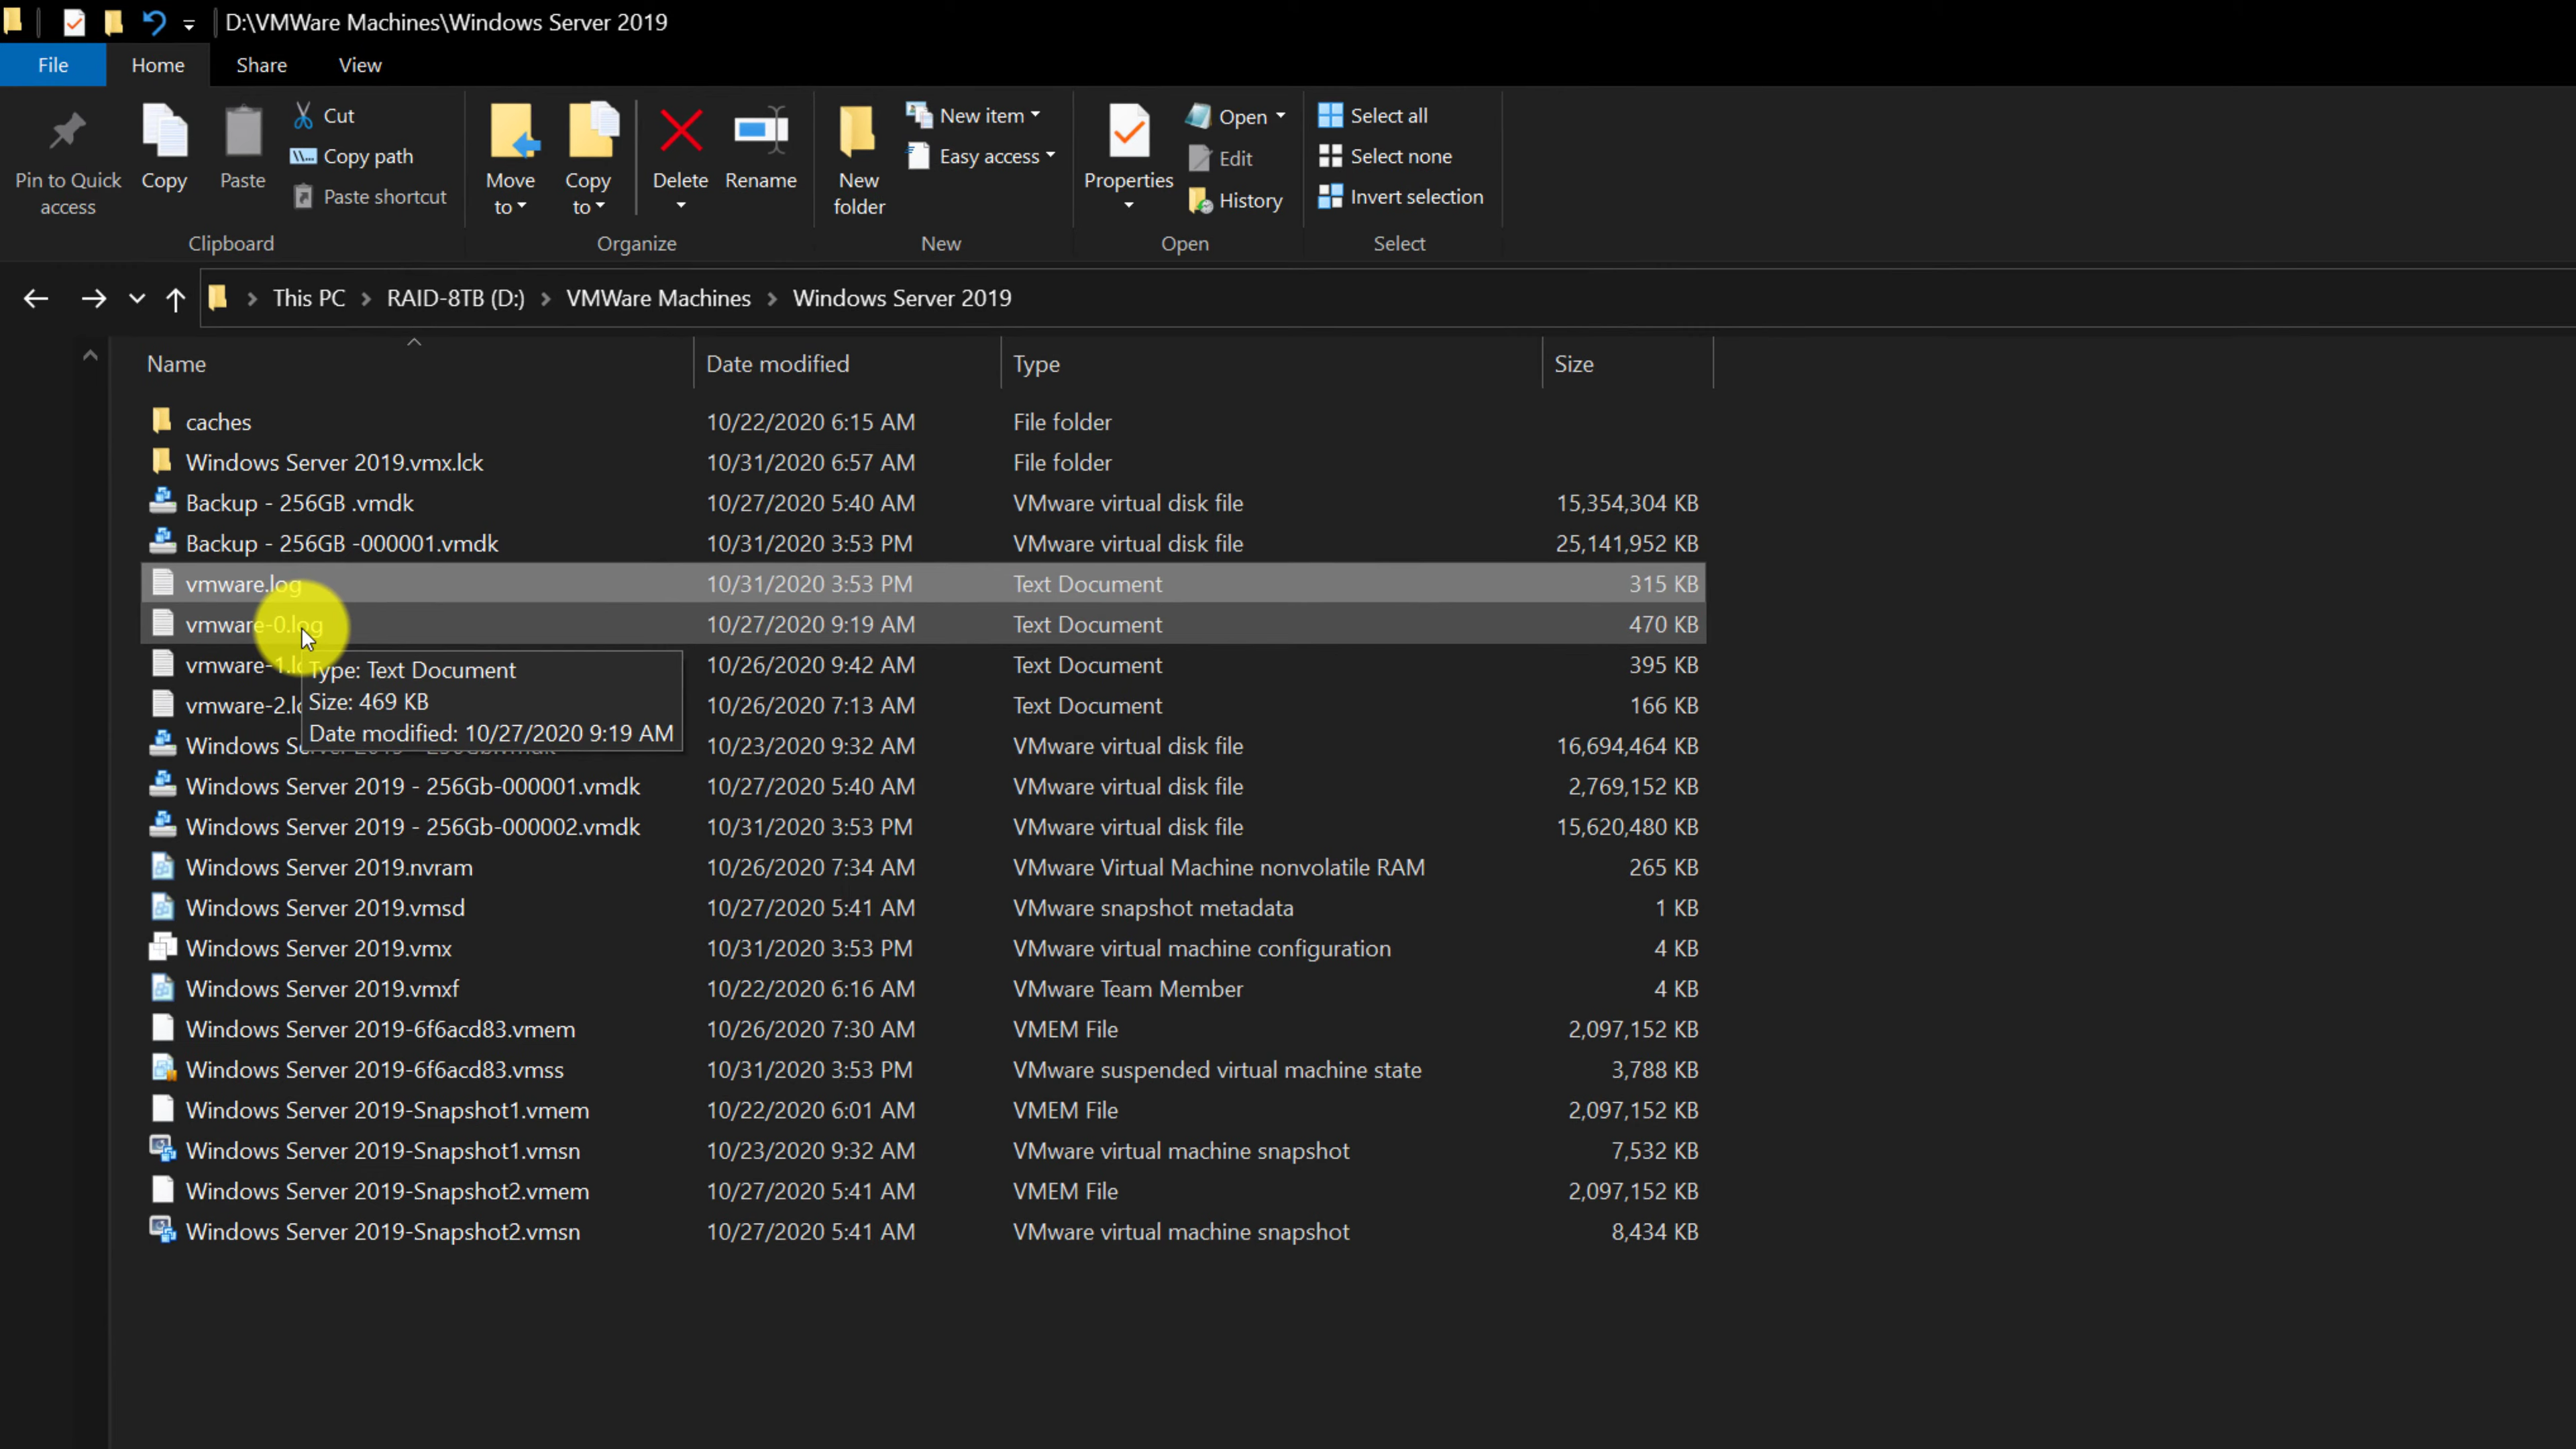 D:\VMWare Machines\Windows Server 2019
File Home Share View
Pin to Quick access
Copy
Paste
Cut
Copy path
Paste shortcut
Clipboard
Move to
Copy to
Delete
Rename
Organize
New folder
New item
Easy access
New
Properties
Open
Edit
History
Open
Select all
Select none
Invert selection
Select
This PC RAID-8TB (D:) VMWare Machines Windows Server 2019
Name Date modified Type Size
caches 10/22/2020 6:15 AM File folder
Windows Server 2019.vmx.lck 10/31/2020 6:57 AM File folder
Backup - 256GB .vmdk 10/27/2020 5:40 AM VMware virtual disk file 15,354,304 KB
Backup - 256GB -000001.vmdk 10/31/2020 3:53 PM VMware virtual disk file 25,141,952 KB
vmware.log 10/31/2020 3:53 PM Text Document 315 KB
vmware-0.log 10/27/2020 9:19 AM Text Document 470 KB
vmware-1.lo 10/26/2020 9:42 AM Text Document 395 KB
Type: Text Document
vmware-2.lo 10/26/2020 7:13 AM Text Document 166 KB
Size: 469 KB
Date modified: 10/27/2020 9:19 AM
Windows Se 10/23/2020 9:32 AM VMware virtual disk file 16,694,464 KB
Windows Server 2019 - 256Gb-000001.vmdk 10/27/2020 5:40 AM VMware virtual disk file 2,769,152 KB
Windows Server 2019 - 256Gb-000002.vmdk 10/31/2020 3:53 PM VMware virtual disk file 15,620,480 KB
Windows Server 2019.nvram 10/26/2020 7:34 AM VMware Virtual Machine nonvolatile RAM 265 KB
Windows Server 2019.vmsd 10/27/2020 5:41 AM VMware snapshot metadata 1 KB
Windows Server 2019.vmx 10/31/2020 3:53 PM VMware virtual machine configuration 4 KB
Windows Server 2019.vmxf 10/22/2020 6:16 AM VMware Team Member 4 KB
Windows Server 2019-6f6acd83.vmem 10/26/2020 7:30 AM VMEM File 2,097,152 KB
Windows Server 2019-6f6acd83.vmss 10/31/2020 3:53 PM VMware suspended virtual machine state 3,788 KB
Windows Server 2019-Snapshot1.vmem 10/22/2020 6:01 AM VMEM File 2,097,152 KB
Windows Server 2019-Snapshot1.vmsn 10/23/2020 9:32 AM VMware virtual machine snapshot 7,532 KB
Windows Server 2019-Snapshot2.vmem 10/27/2020 5:41 AM VMEM File 2,097,152 KB
Windows Server 2019-Snapshot2.vmsn 10/27/2020 5:41 AM VMware virtual machine snapshot 8,434 KB